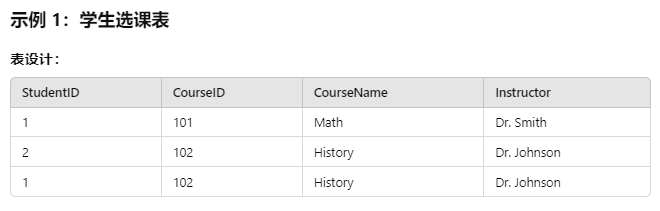 示例 1：学生选课表
表设计：
StudentID CourseID CourseName Instructor
1 101 Math Dr. Smith
2 102 History Dr. Johnson
1 102 History Dr. Johnson